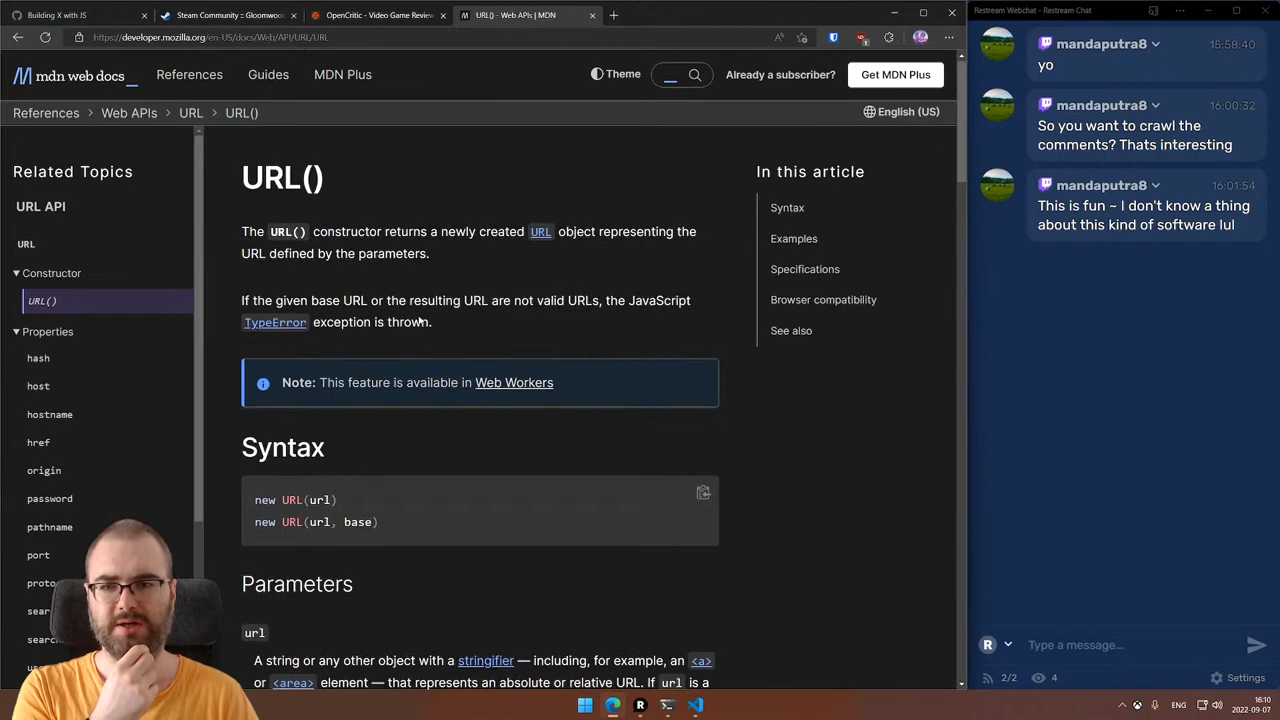 Building X with JS
Steam Community :: Gloomwood
OpenCritic - Video Game Review
URL() - Web APIs | MDN
https://developer.mozilla.org/en-US/docs/Web/API/URL/URL
1
mdn web docs
References
Guides
MDN Plus
Theme
Already a subscriber?
Get MDN Plus
References
Web APIs
URL
URL()
English (US)
Related Topics
URL API
URL
Constructor
URL()
Properties
hash
host
hostname
href
origin
password
pathname
port
proto
sear
search
URL()
The URL() constructor returns a newly created URL object representing the
URL defined by the parameters.
If the given base URL or the resulting URL are not valid URLs, the JavaScript
TypeError exception is thrown.
Note: This feature is available in Web Workers
Syntax
new URL(url)
new URL(url, base)
Parameters
url
A string or any other object with a stringifier — including, for example, an <a>
or <area> element — that represents an absolute or relative URL. If url is a
In this article
Syntax
Examples
Specifications
Browser compatibility
See also
Restream Webchat - Restream Chat
mandaputra8
15:58:40
yo
mandaputra8
16:00:32
So you want to crawl the
comments? Thats interesting
mandaputra8
16:01:54
This is fun ~ I don't know a thing
about this kind of software lul
R
Type a message...
2/2
4
Settings
R
ENG
16:10
2022-09-07